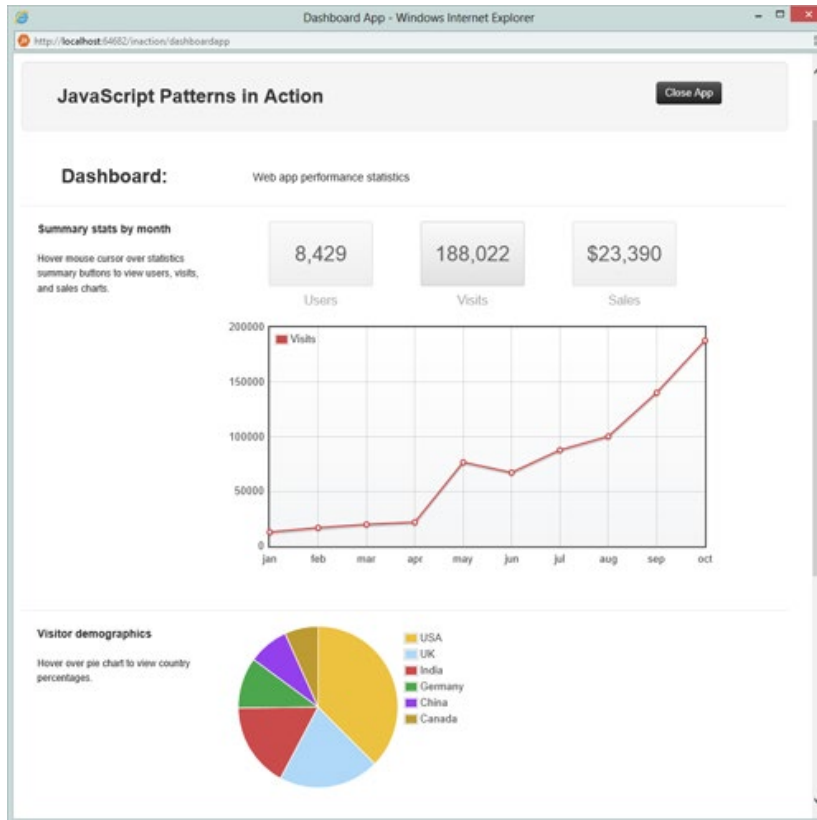 Dashboard App - Windows Internet Explorer
http://localhost:64682/inaction/dashboardapp
JavaScript Patterns in Action
Close App
Dashboard:
Web app performance statistics
Summary stats by month
Hover mouse cursor over statistics
summary buttons to view users, visits,
and sales charts.
8,429
188,022
$23,390
Users
Visits
Sales
200000
150000
100000
50000
0
Visits
jan feb mar apr may jun jul aug sep oct
Visitor demographics
Hover over pie chart to view country
percentages.
USA
UK
India
Germany
China
Canada